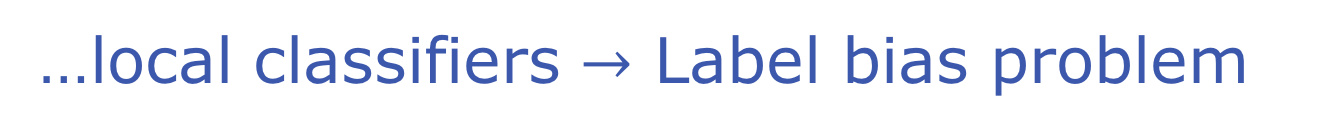 …local classifiers → Label bias problem